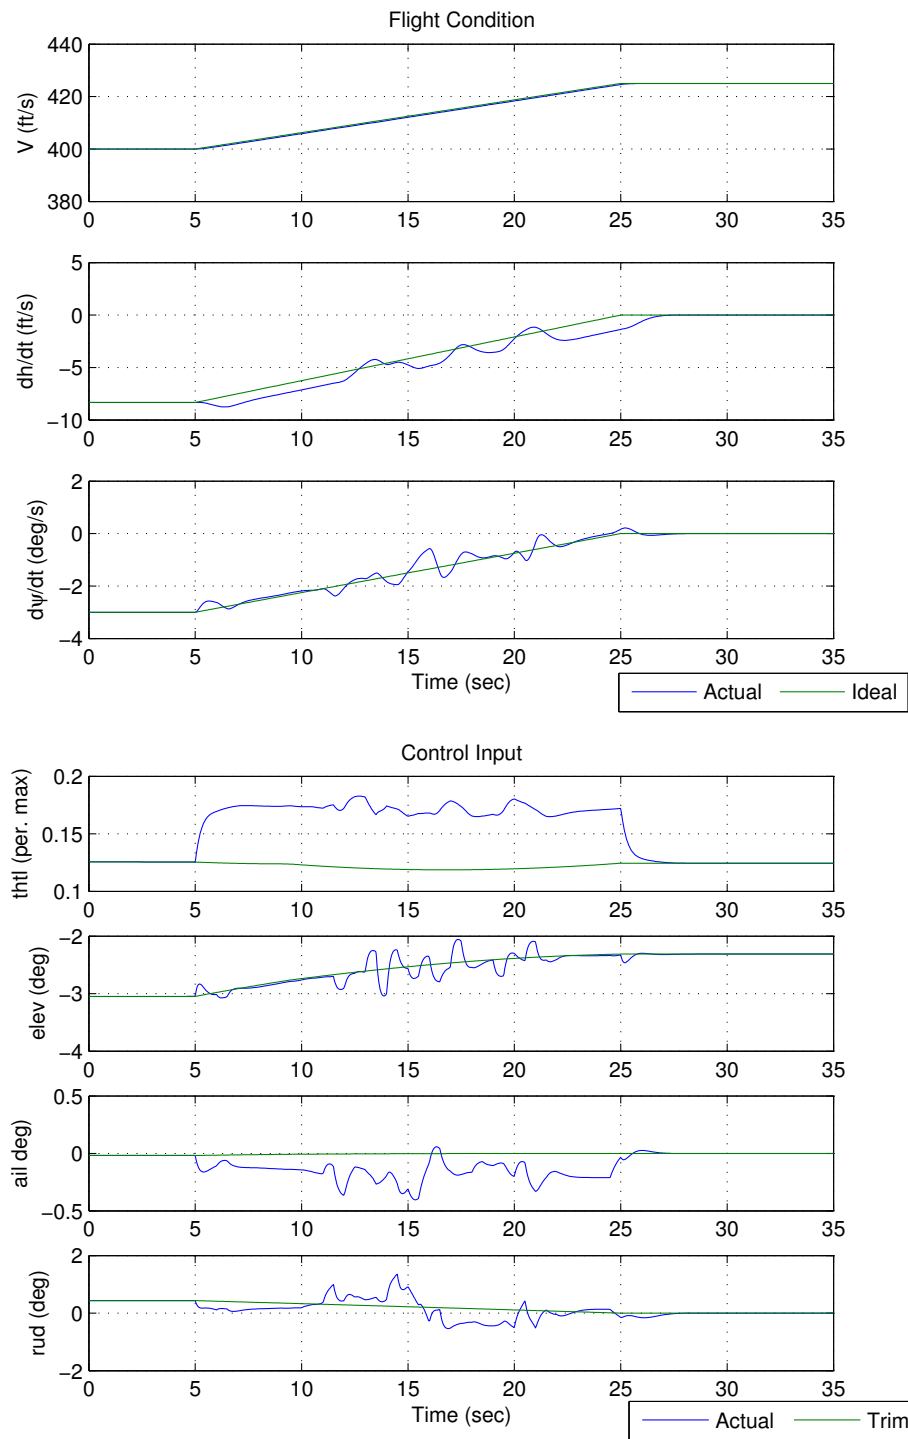 Flight Condition
440
420
400
380
V (ft/s)
0 5 10 15 20 25 30 35
5
0
−5
−10
dh/dt (ft/s)
0 5 10 15 20 25 30 35
2
0
−2
−4
dψ/dt (deg/s)
0 5 10 15 20 25 30 35
Time (sec)
Actual Ideal
Control Input
0.2
0.15
0.1
thtl (per. max)
0 5 10 15 20 25 30 35
−2
−3
−4
elev (deg)
0 5 10 15 20 25 30 35
0.5
0
−0.5
ail deg)
0 5 10 15 20 25 30 35
2
0
−2
rud (deg)
0 5 10 15 20 25 30 35
Time (sec)
Actual Trim